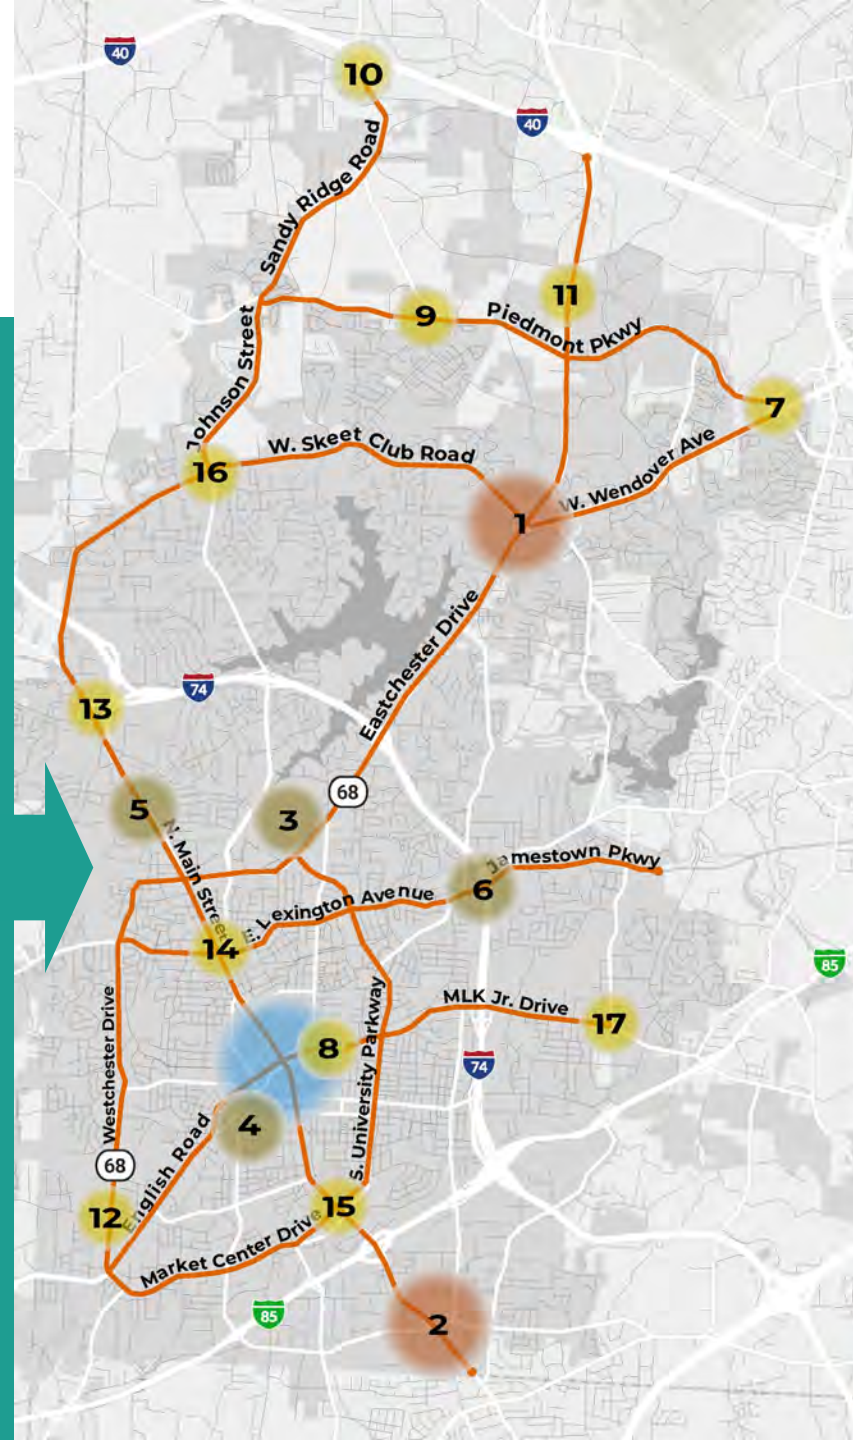 40
10
40
Sandy Ridge Road
11
9
Piedmont Pkwy
Johnson Street
7
W. Skeet Club Road
16
W. Wendover Ave
1
Eastchester Drive
74
13
68
5
3
N. Main Street
Jamestown Pkwy
6
E. Lexington Avenue
14
85
Westchester Drive
S. University Parkway
MLK Jr. Drive
17
8
74
4
English Road
68
12
15
Market Center Drive
85
2